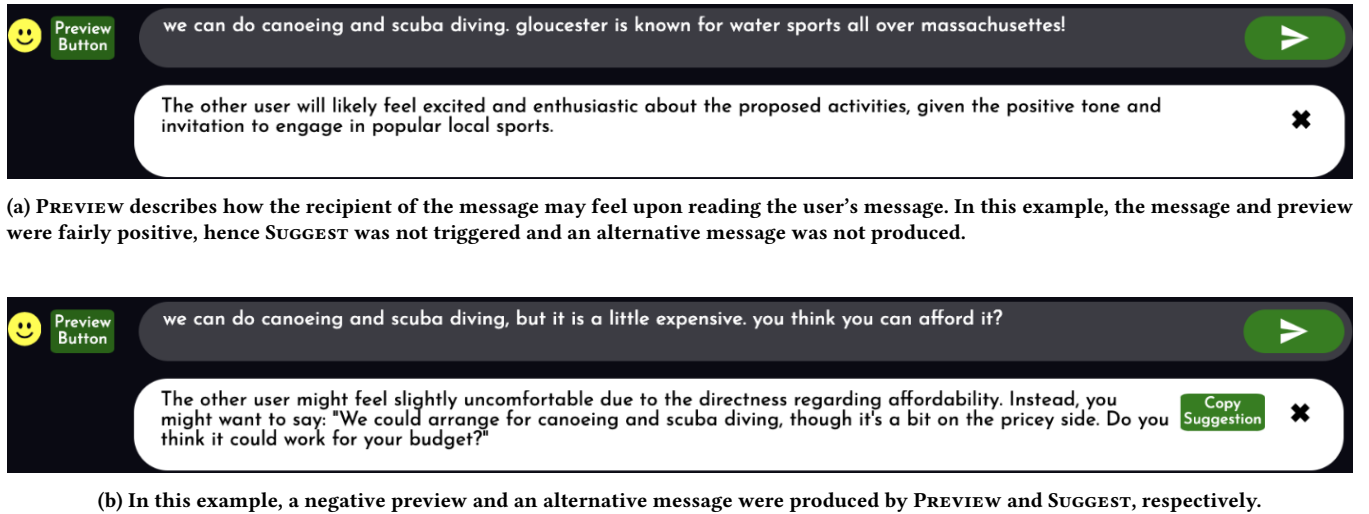 Preview
Button
we can do canoeing and scuba diving. gloucester is known for water sports all over massachusettes!
The other user will likely feel excited and enthusiastic about the proposed activities, given the positive tone and
invitation to engage in popular local sports.
(a) PREVIEW describes how the recipient of the message may feel upon reading the user's message. In this example, the message and preview
were fairly positive, hence SUGGEST was not triggered and an alternative message was not produced.
Preview
Button
we can do canoeing and scuba diving, but it is a little expensive. you think you can afford it?
The other user might feel slightly uncomfortable due to the directness regarding affordability. Instead, you
might want to say: "We could arrange for canoeing and scuba diving, though it's a bit on the pricey side. Do you
think it could work for your budget?"
Copy
Suggestion
(b) In this example, a negative preview and an alternative message were produced by PREVIEW and SUGGEST, respectively.